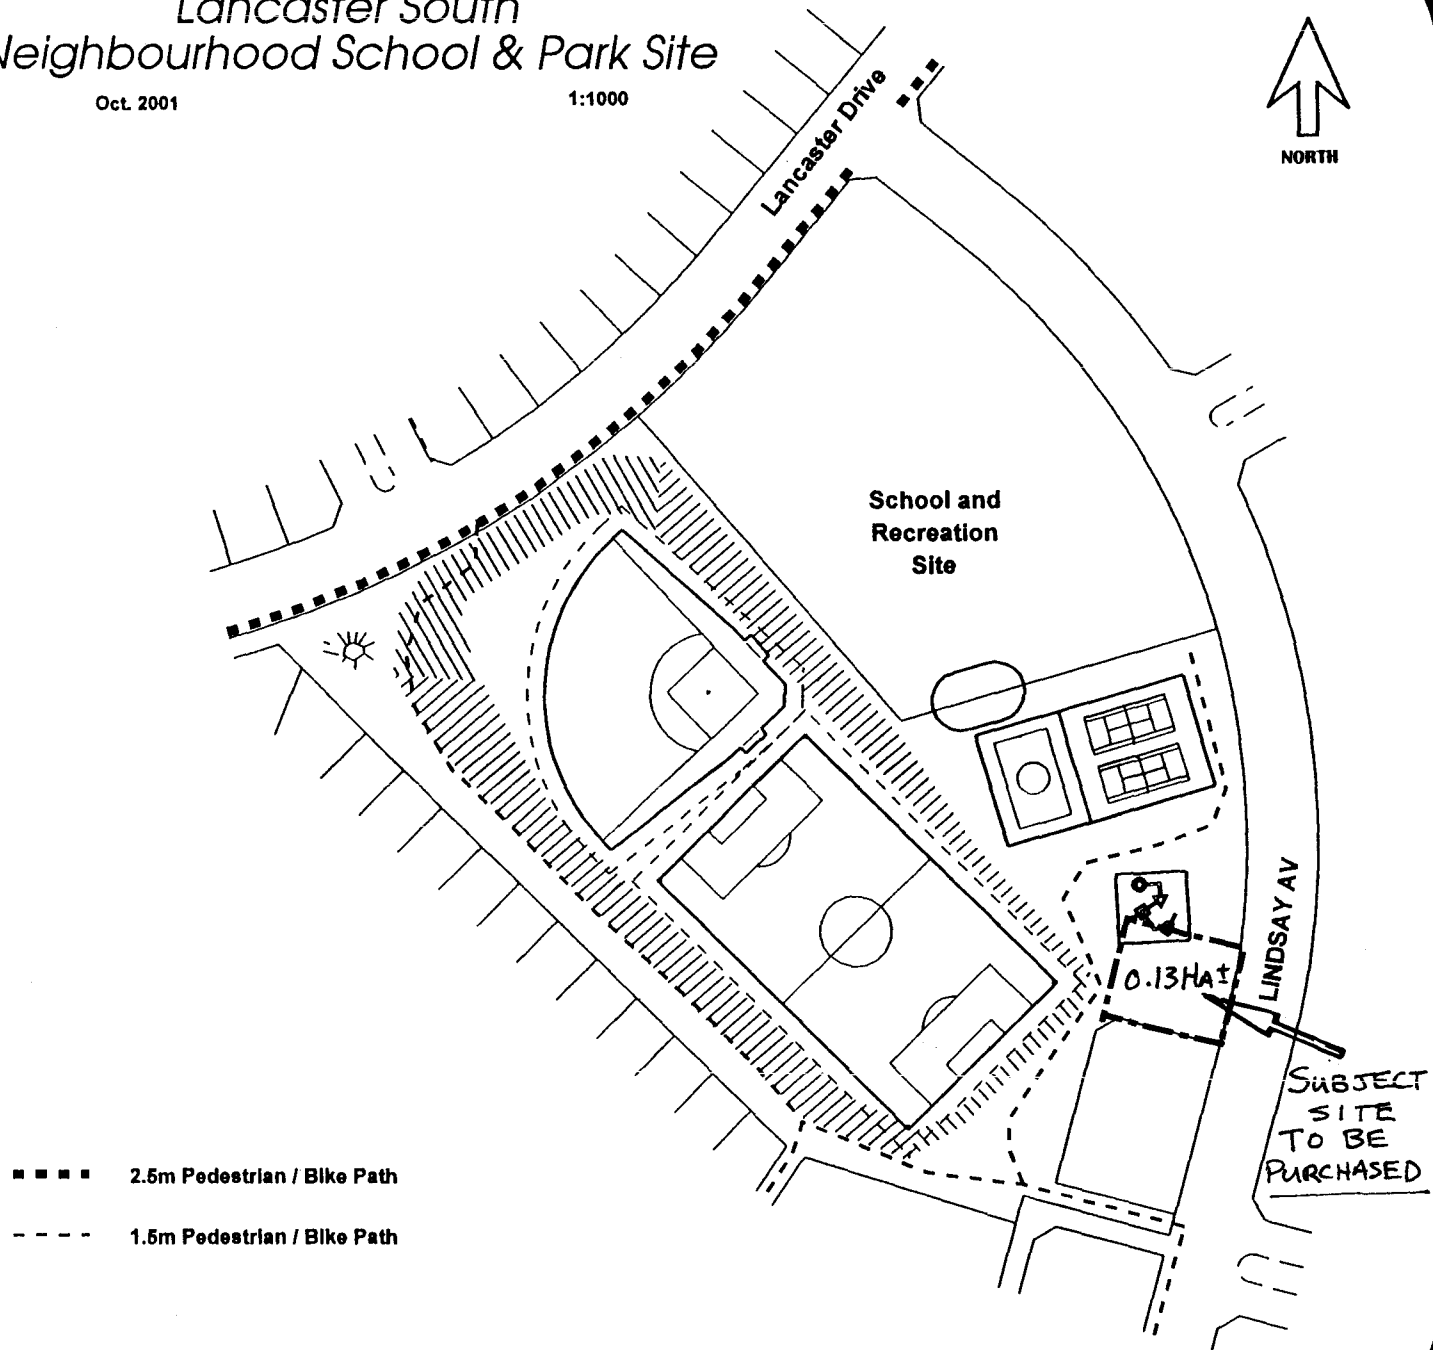 Lancaster South
Neighbourhood School & Park Site
Oct. 2001
1:1000
NORTH
Lancaster Drive
School and
Recreation
Site
LINDSAY AV
0.13HA±
SUBJECT
SITE
TO BE
PURCHASED
2.5m Pedestrian / Bike Path
1.5m Pedestrian / Bike Path